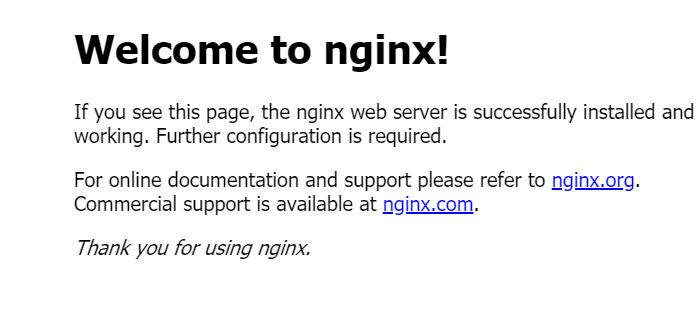 Welcome to nginx!
If you see this page, the nginx web server is successfully installed and
working. Further configuration is required.
For online documentation and support please refer to nginx.org.
Commercial support is available at nginx.com.
Thank you for using nginx.